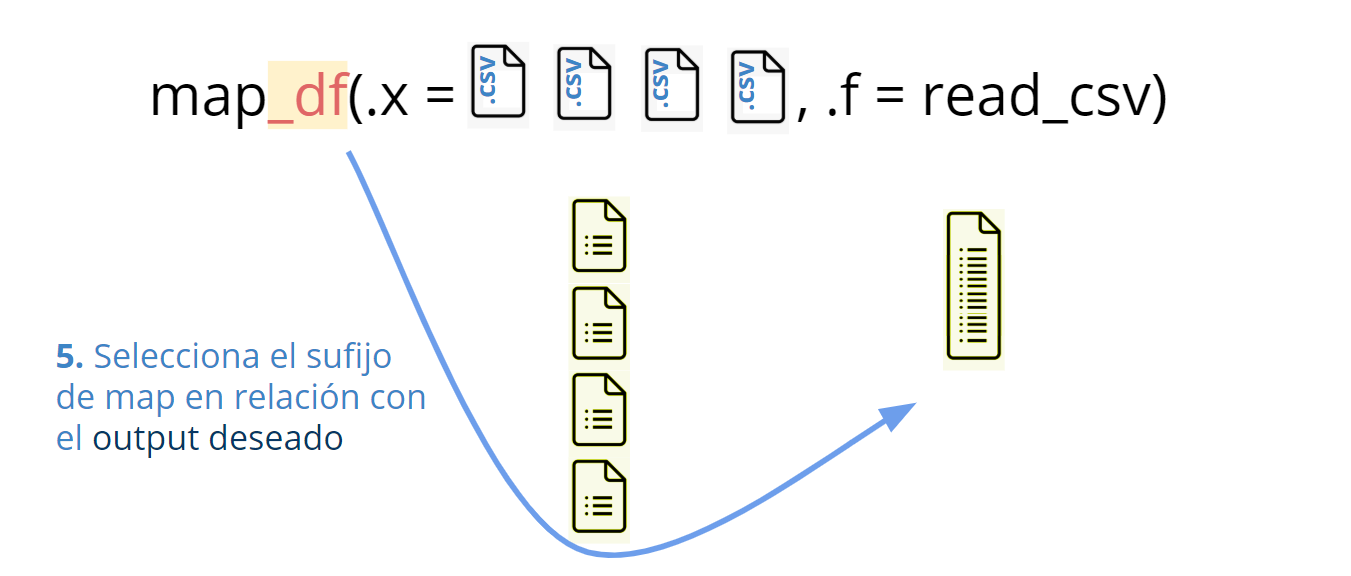 map_df(.x = .csv .csv .csv .csv , .f = read_csv)
5. Selecciona el sufijo
de map en relación con
el output deseado